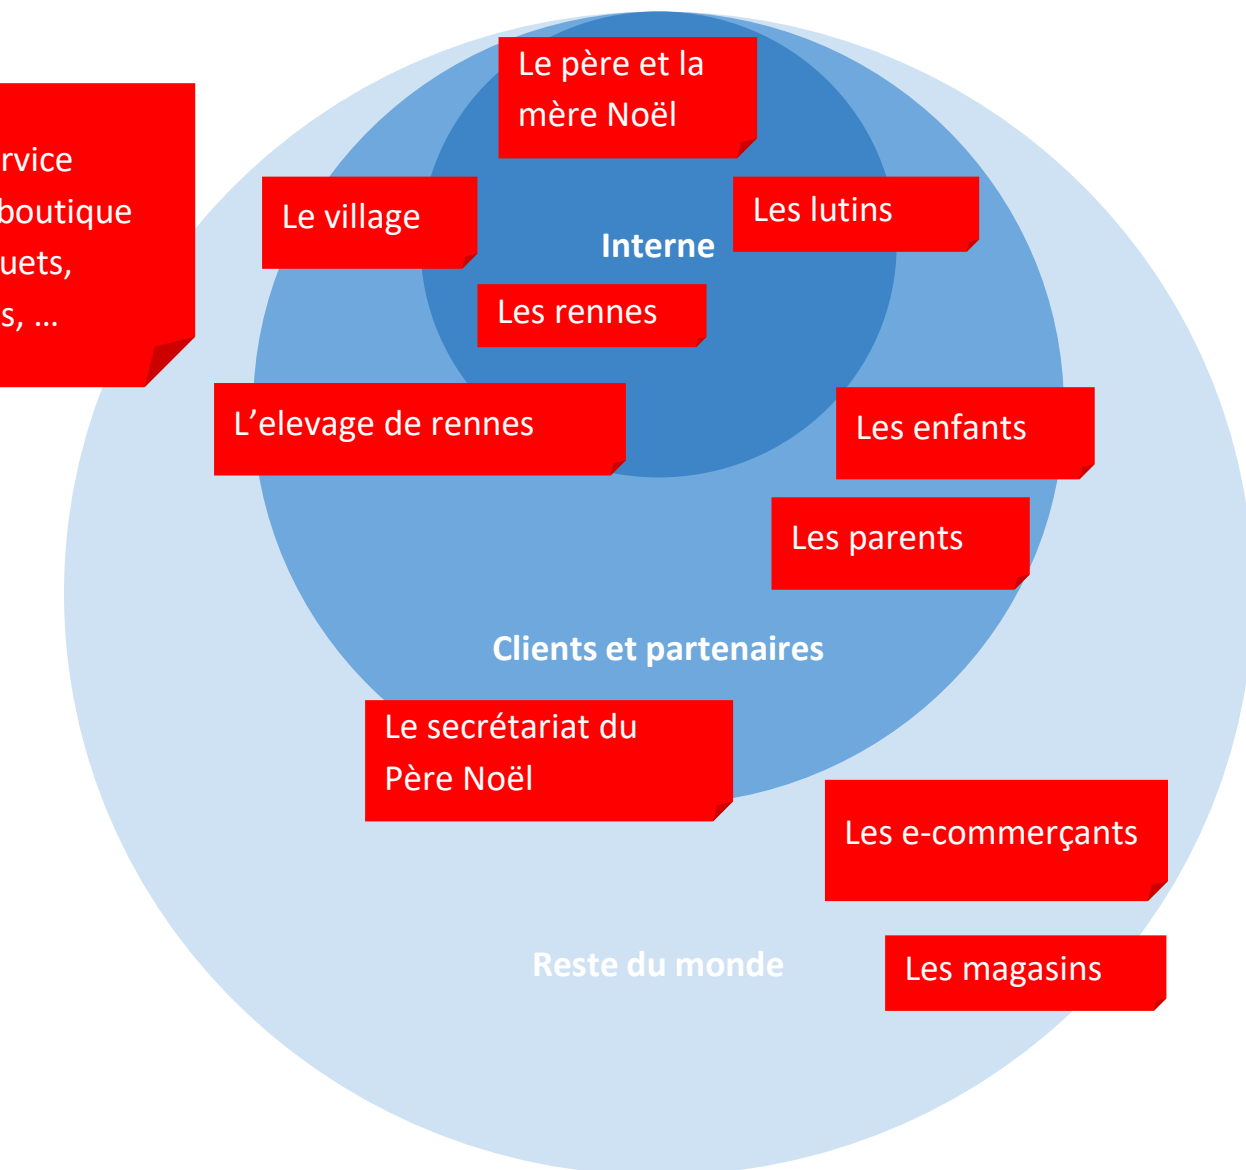 Le père et la
mère Noël
boutique
s, ...
Le village
Les lutins
Interne
Les rennes
L'elevage de rennes
Les enfants
Les parents
Clients et partenaires
Le secrétariat du
Père Noël
Les e-commerçants
Reste du monde
Les magasins